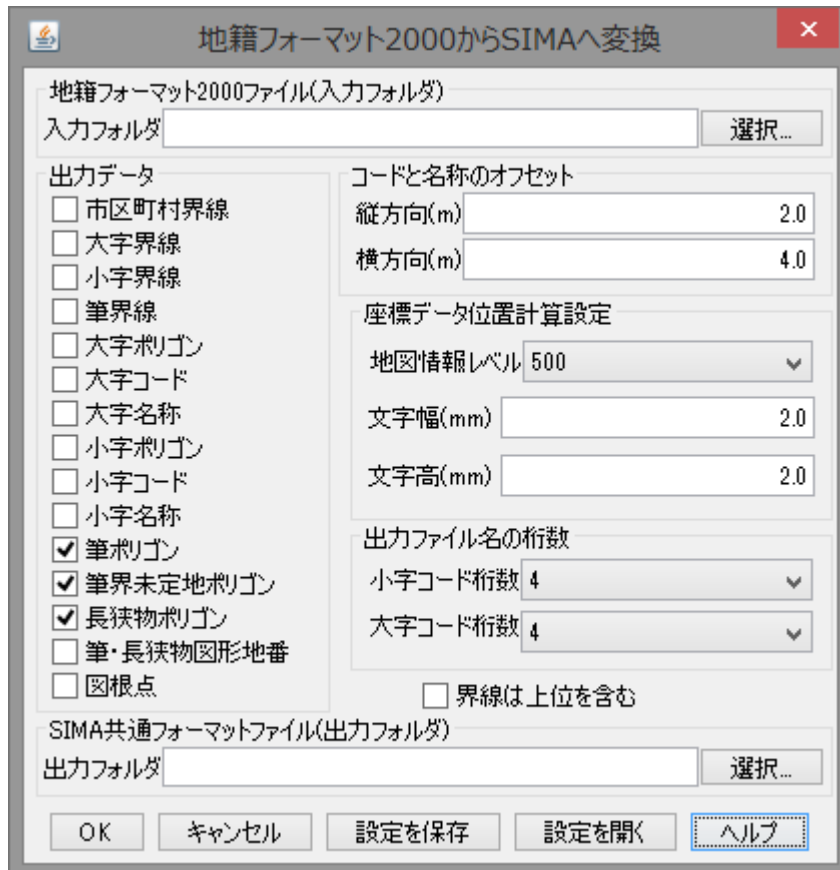 地籍フォーマット2000からSIMAへ変換
地籍フォーマット2000ファイル(入力フォルダ)
入力フォルダ 選択...
出力データ
市区町村界線
大字界線
小字界線
筆界線
大字ポリゴン
大字コード
大字名称
小字ポリゴン
小字コード
小字名称
筆ポリゴン
筆界未定地ポリゴン
長狭物ポリゴン
筆・長狭物図形地番
図根点
コードと名称のオフセット
縦方向(m) 2.0
横方向(m) 4.0
座標データ位置計算設定
地図情報レベル 500
文字幅(mm) 2.0
文字高(mm) 2.0
出力ファイル名の桁数
小字コード桁数 4
大字コード桁数 4
界線は上位を含む
SIMA共通フォーマットファイル(出力フォルダ)
出力フォルダ 選択...
OK キャンセル 設定を保存 設定を開く ヘルプ